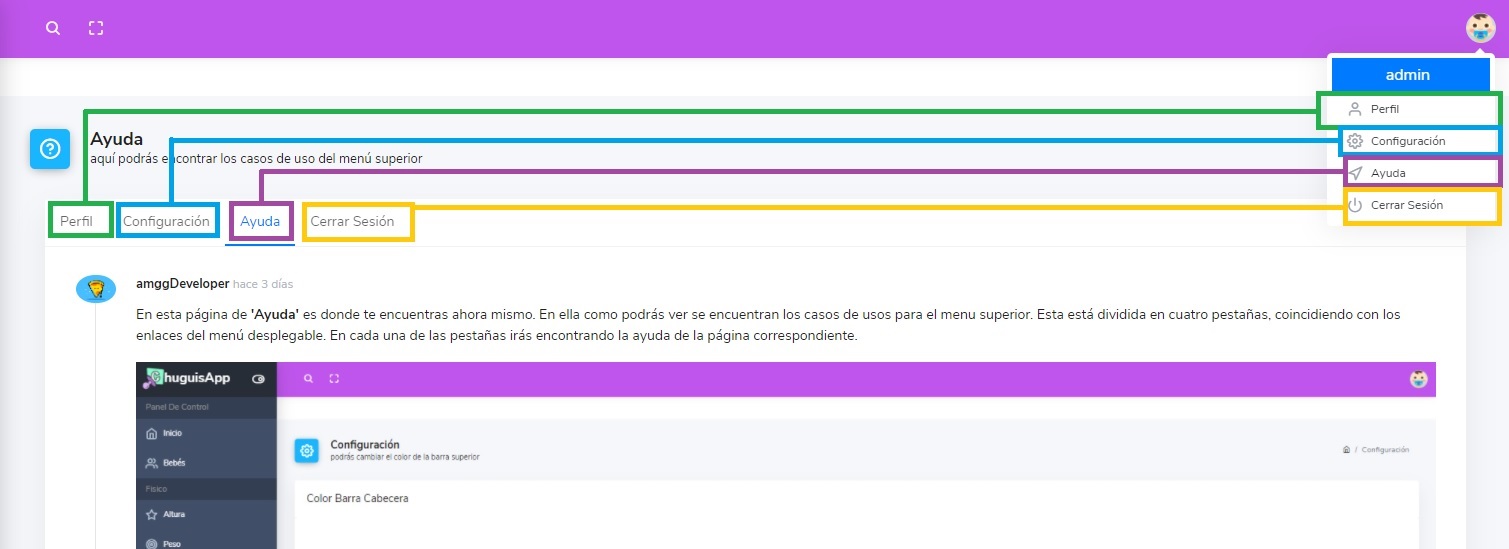 admin
Perfil
Configuración
Ayuda
Cerrar Sesión
Ayuda
aquí podrás encontrar los casos de uso del menú superior
Perfil Configuración Ayuda Cerrar Sesión
amggDeveloper hace 3 días
En esta página de 'Ayuda' es donde te encuentras ahora mismo. En ella como podrás ver se encuentran los casos de usos para el menu superior. Esta está dividida en cuatro pestañas, coincidiendo con los
enlaces del menú desplegable. En cada una de las pestañas irás encontrando la ayuda de la página correspondiente.
huguisApp
Panel De Control
Inicio
Bebés
Físico
Altura
Peso
Configuración
podrás cambiar el color de la barra superior
/ Configuración
Color Barra Cabecera